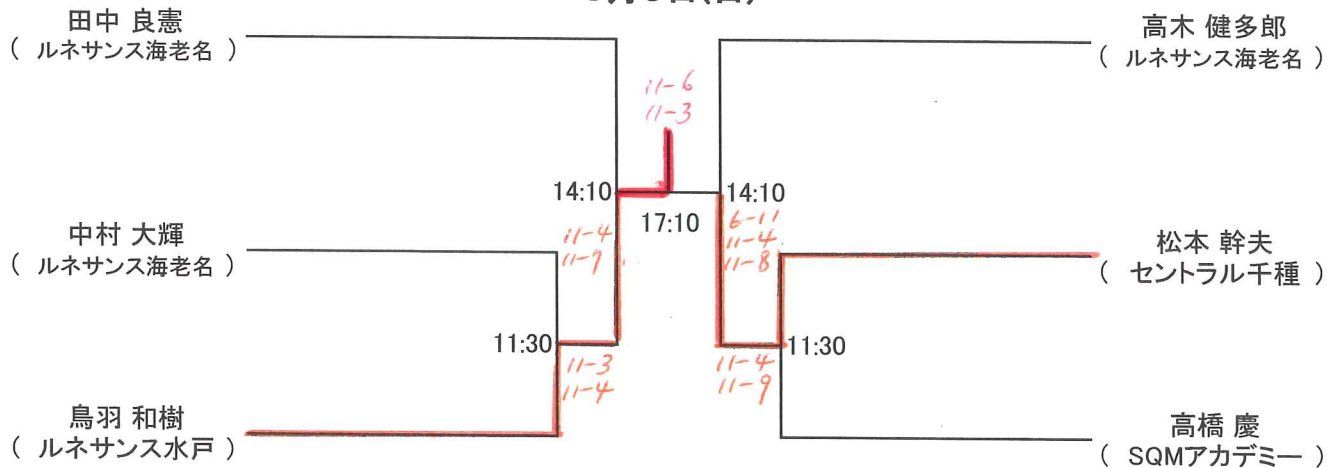 田中 良憲
( ルネサンス海老名 )
高木 健多郎
( ルネサンス海老名 )
11-6
11-3
14:10
14:10
17:10
中村 大輝
( ルネサンス海老名 )
11-4
6-11
11-4
11-8
松本 幹夫
( セントラル千種 )
11:30
11:30
11-3
11-4
11-4
11-9
鳥羽 和樹
( ルネサンス水戸 )
高橋 慶
( SQMアカデミー )